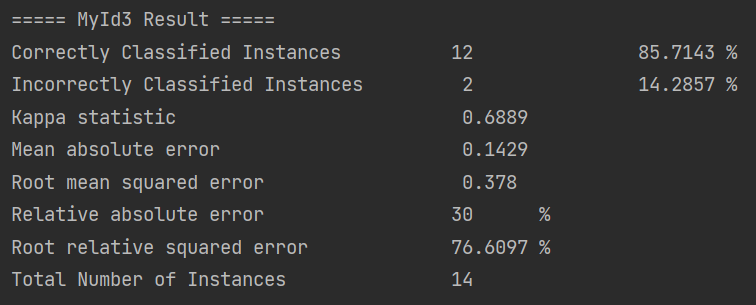 ===== MyId3 Result =====
Correctly Classified Instances          12               85.7143 %
Incorrectly Classified Instances         2               14.2857 %
Kappa statistic                          0.6889
Mean absolute error                      0.1429
Root mean squared error                  0.378
Relative absolute error                 30      %
Root relative squared error             76.6097 %
Total Number of Instances               14